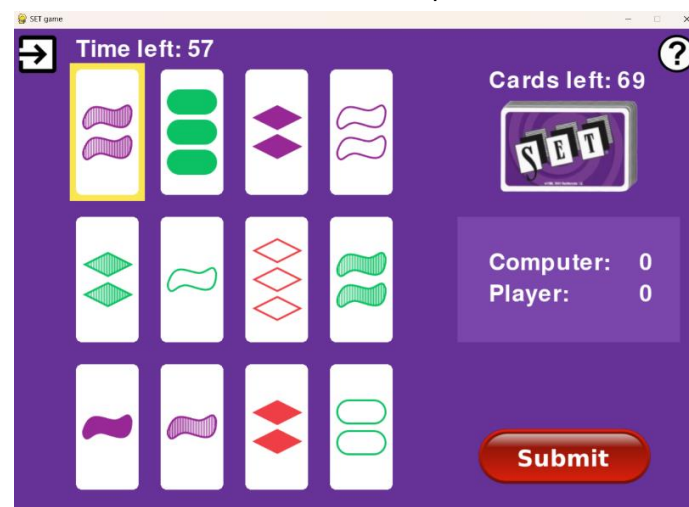 SET game
Time left: 57
?
Cards left: 69
SET
Computer: 0
Player: 0
Submit